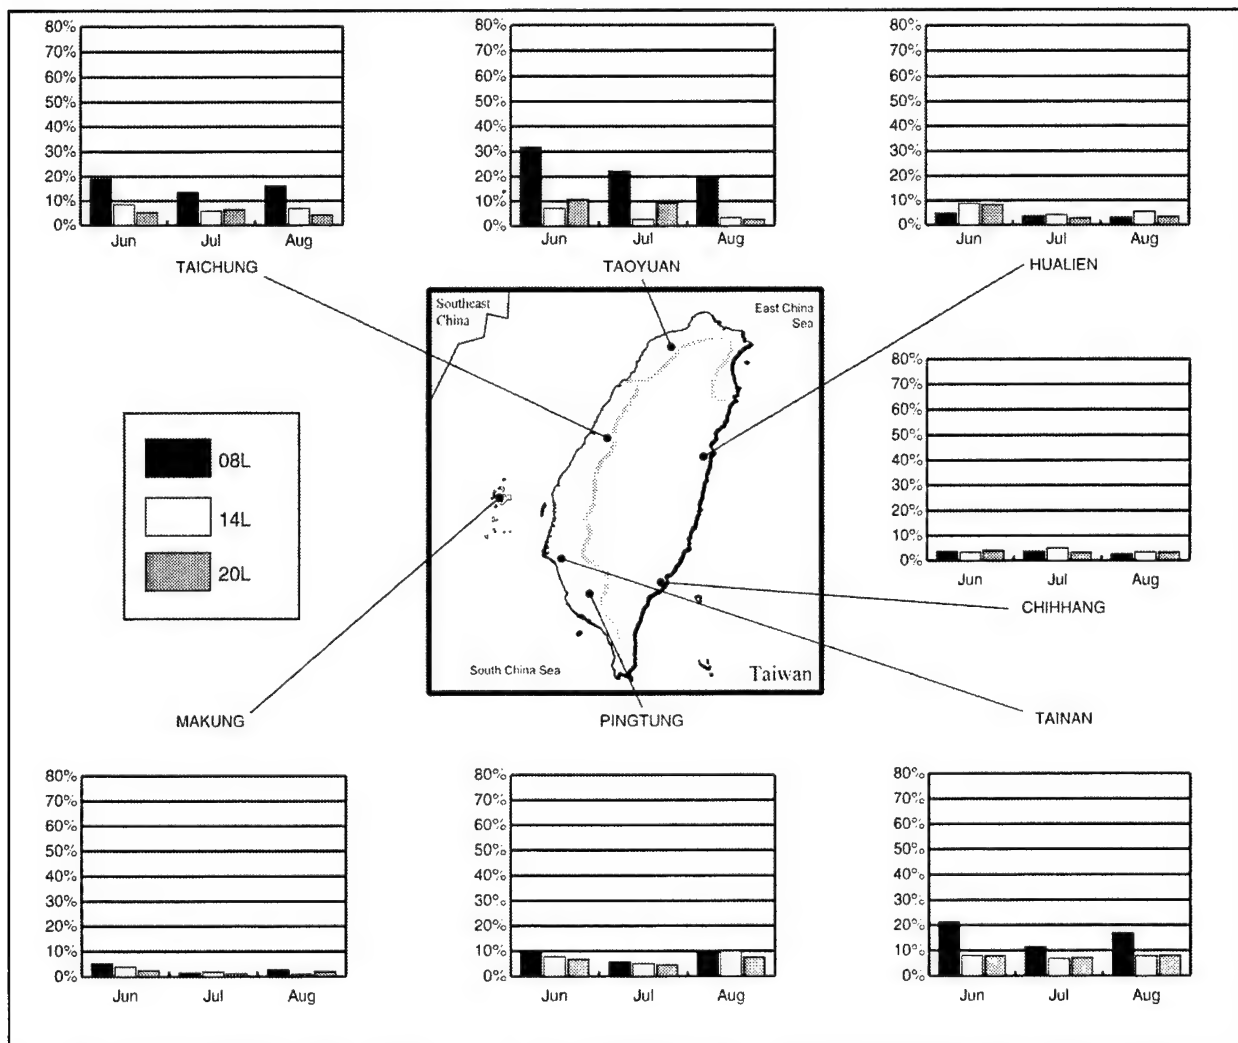 80%
70%
60%
50%
40%
30%
20%
10%
0%
Jun Jul Aug
TAICHUNG
80%
70%
60%
50%
40%
30%
20%
10%
0%
Jun Jul Aug
TAOYUAN
80%
70%
60%
50%
40%
30%
20%
10%
0%
Jun Jul Aug
HUALIEN
Southeast
China
East China
Sea
South China Sea
Taiwan
08L
14L
20L
80%
70%
60%
50%
40%
30%
20%
10%
0%
Jun Jul Aug
CHIHHANG
MAKUNG
80%
70%
60%
50%
40%
30%
20%
10%
0%
Jun Jul Aug
PINGTUNG
80%
70%
60%
50%
40%
30%
20%
10%
0%
Jun Jul Aug
TAINAN
80%
70%
60%
50%
40%
30%
20%
10%
0%
Jun Jul Aug